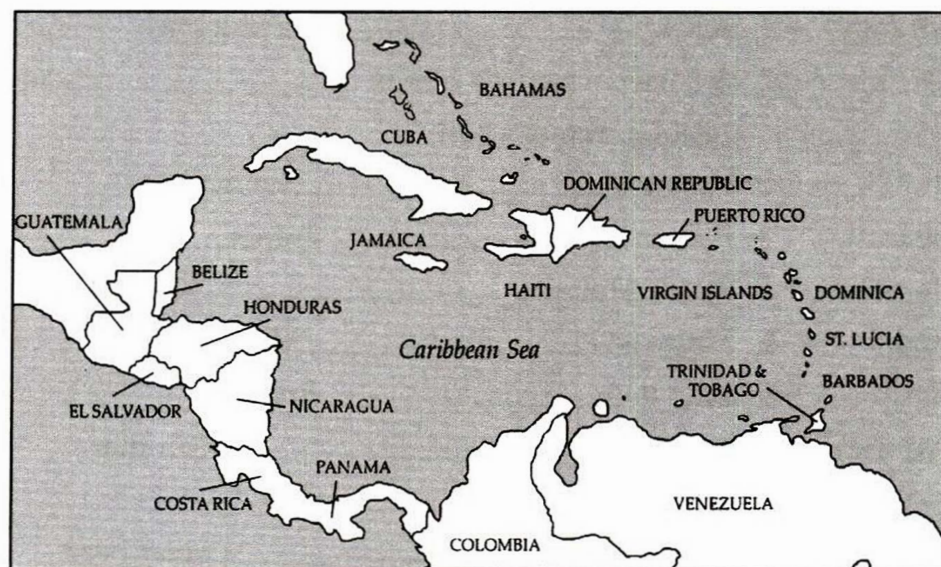 BAHAMAS
CUBA
DOMINICAN REPUBLIC
GUATEMALA
PUERTO RICO
JAMAICA
BELIZE
HAITI
VIRGIN ISLANDS
DOMINICA
HONDURAS
ST. LUCIA
Caribbean Sea
TRINIDAD &
TOBAGO
BARBADOS
EL SALVADOR
NICARAGUA
PANAMA
COSTA RICA
VENEZUELA
COLOMBIA